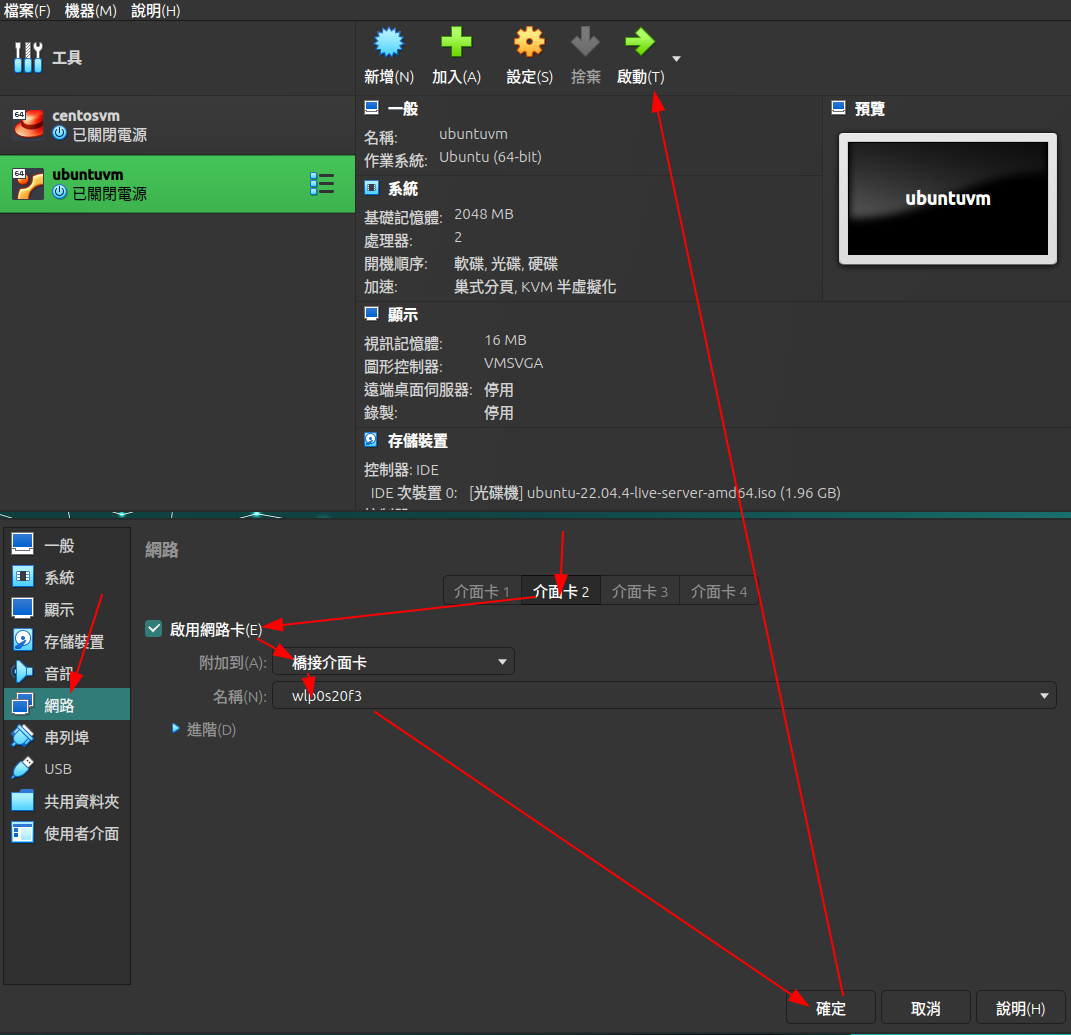 檔案(F) 機器(M) 說明(H)
工具
新增(N) 加入(A) 設定(S) 捨棄 啟動(T)
64 centosvm
已關閉電源
64 ubuntuvm
已關閉電源
一般
名稱: ubuntuvm
作業系統: Ubuntu (64-bit)
預覽
ubuntuvm
系統
基礎記憶體: 2048 MB
處理器: 2
開機順序: 軟碟, 光碟, 硬碟
加速: 巢式分頁, KVM 半虛擬化
顯示
視訊記憶體: 16 MB
圖形控制器: VMSVGA
遠端桌面伺服器: 停用
錄製: 停用
存儲裝置
控制器: IDE
IDE 次裝置 0: [光碟機] ubuntu-22.04.4-live-server-amd64.iso (1.96 GB)
一般
系統
顯示
存儲裝置
音訊
網路
串列埠
USB
共用資料夾
使用者介面
網路
介面卡 1 介面卡 2 介面卡 3 介面卡 4
啟用網路卡(E)
附加到(A): 橋接介面卡
名稱(N): wlp0s20f3
進階(D)
確定 取消 說明(H)